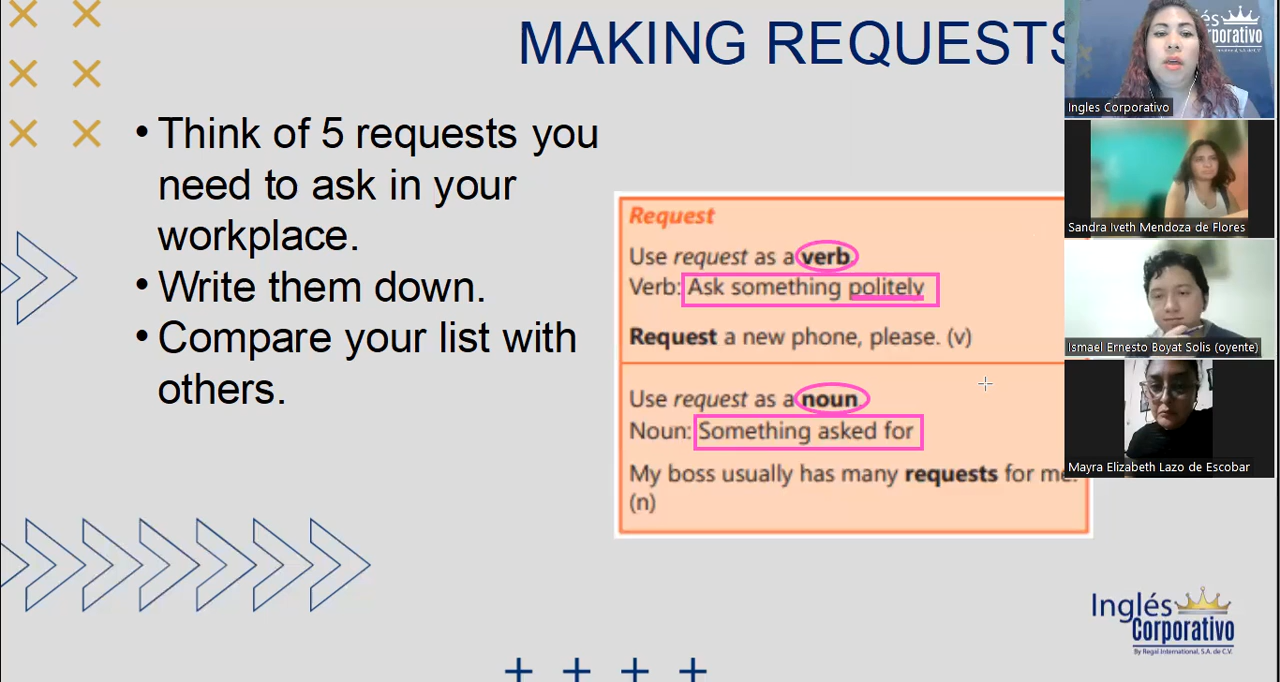 MAKING REQUESTS
• Think of 5 requests you
need to ask in your
workplace.
• Write them down.
• Compare your list with
others.
Request
Use request as a verb.
Verb: Ask something politely
Request a new phone, please. (v)
Use request as a noun.
Noun: Something asked for
My boss usually has many requests for me.
(n)
Ingles Corporativo
Sandra Iveth Mendoza de Flores
Ismael Ernesto Boyat Solis (oyente)
Mayra Elizabeth Lazo de Escobar
Inglés
Corporativo
By Regal International, S.A. de C.V.